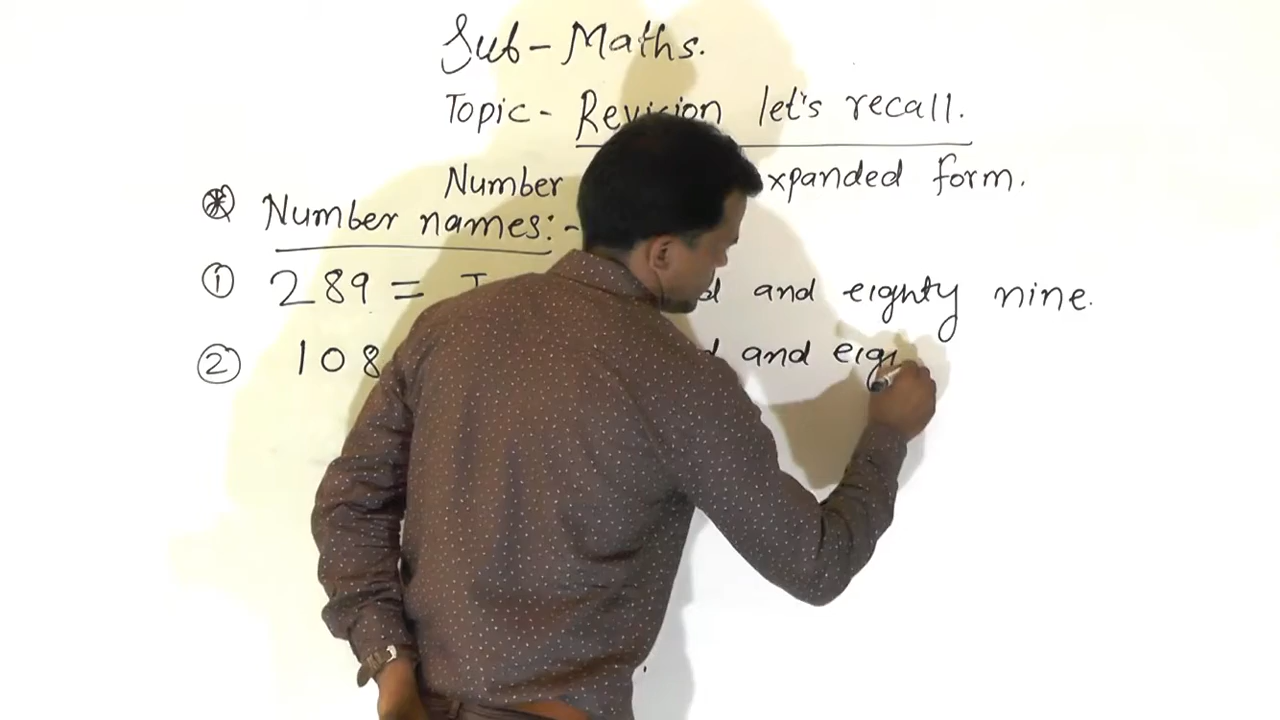 Sub- Maths.
Topic- Revision let's recall.
Number xpanded form.
Number names:-
① 289 = and eighty nine.
② 108 and eig